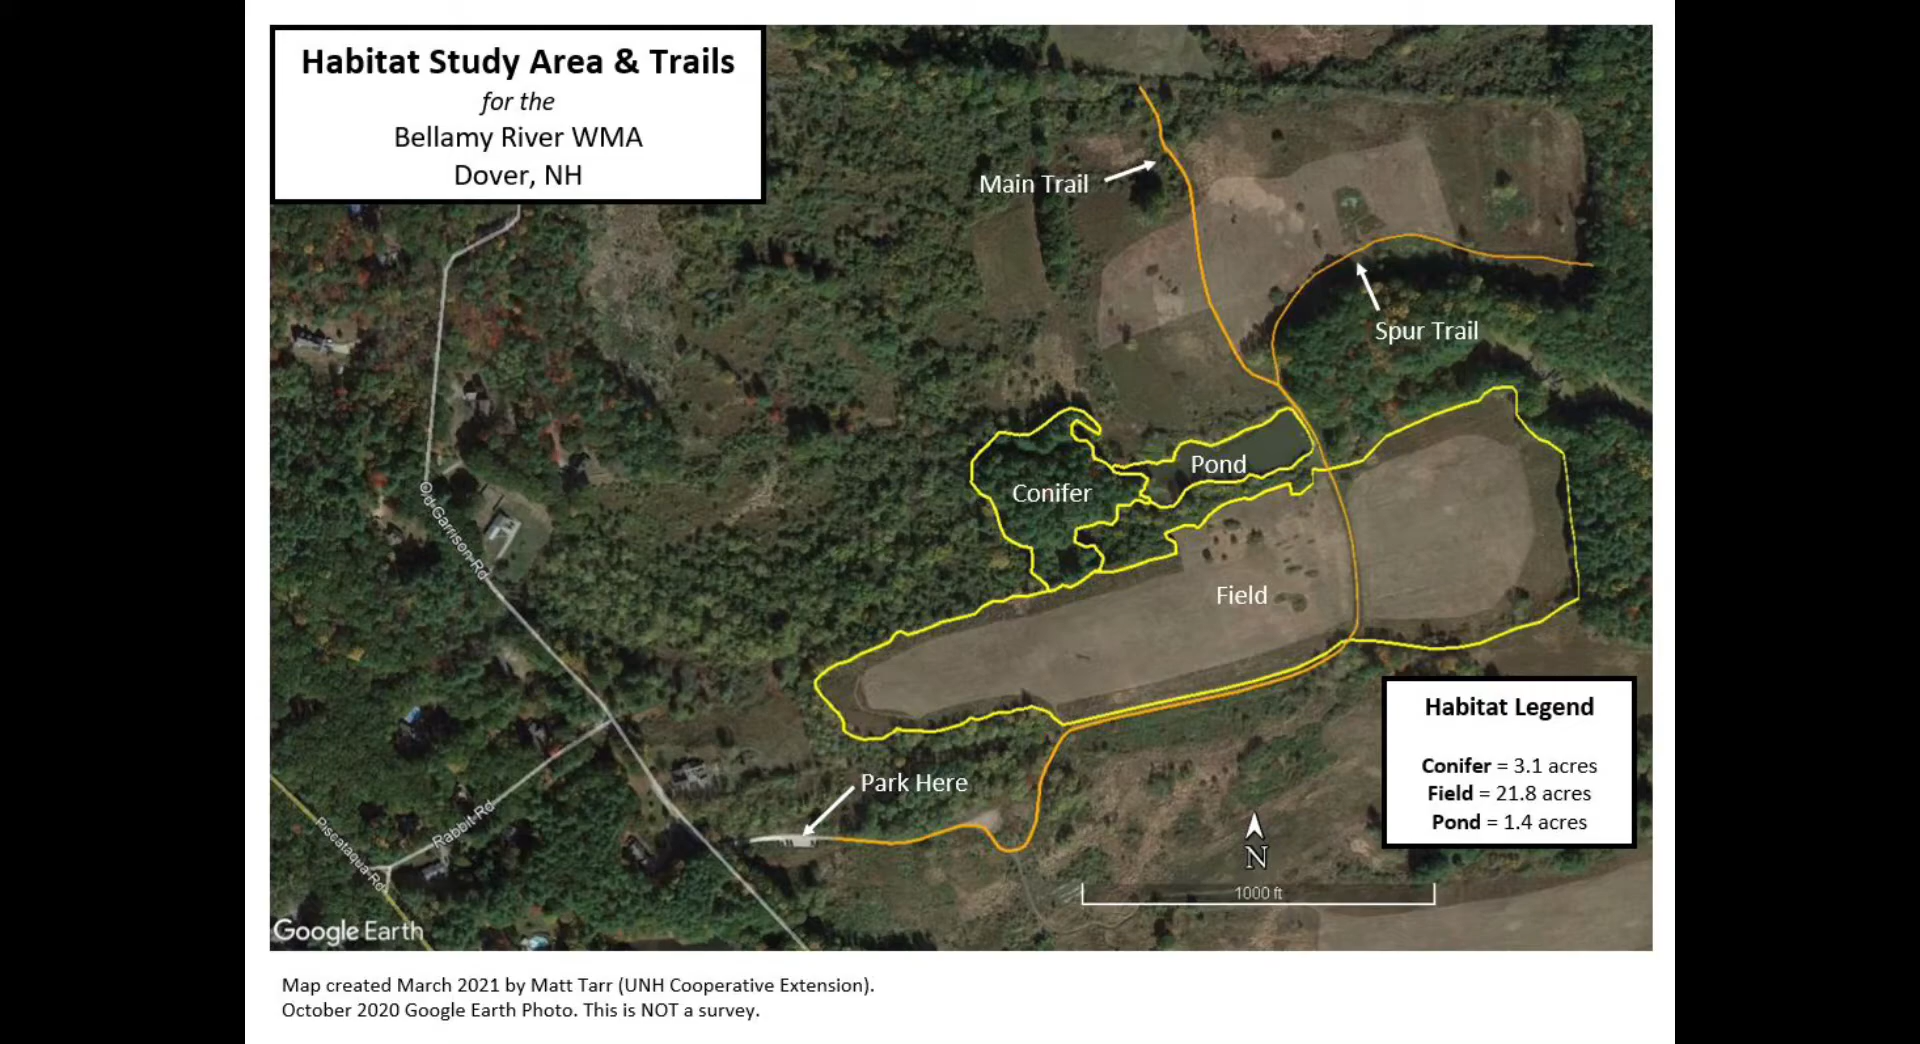 Habitat Study Area & Trails
for the
Bellamy River WMA
Dover, NH
Main Trail
Spur Trail
Pond
Conifer
Old Garrison Rd
Field
Habitat Legend
Conifer = 3.1 acres
Field = 21.8 acres
Pond = 1.4 acres
Park Here
Rabbit Rd
Piscataqua Rd
N
1000 ft
Google Earth
Map created March 2021 by Matt Tarr (UNH Cooperative Extension).
October 2020 Google Earth Photo. This is NOT a survey.